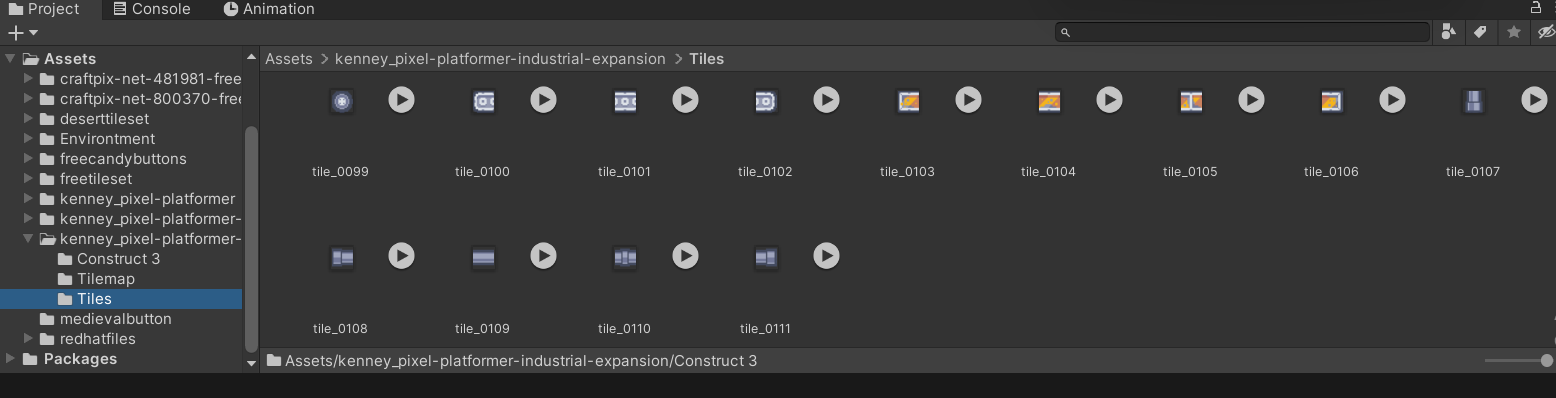 Project Console Animation
Assets
craftpix-net-481981-free
craftpix-net-800370-free
deserttileset
Environtment
freecandybuttons
freetileset
kenney_pixel-platformer
kenney_pixel-platformer-
kenney_pixel-platformer-
Construct 3
Tilemap
Tiles
medievalbutton
redhatfiles
Packages
Assets > kenney_pixel-platformer-industrial-expansion > Tiles
tile_0099 tile_0100 tile_0101 tile_0102 tile_0103 tile_0104 tile_0105 tile_0106 tile_0107
tile_0108 tile_0109 tile_0110 tile_0111
Assets/kenney_pixel-platformer-industrial-expansion/Construct 3